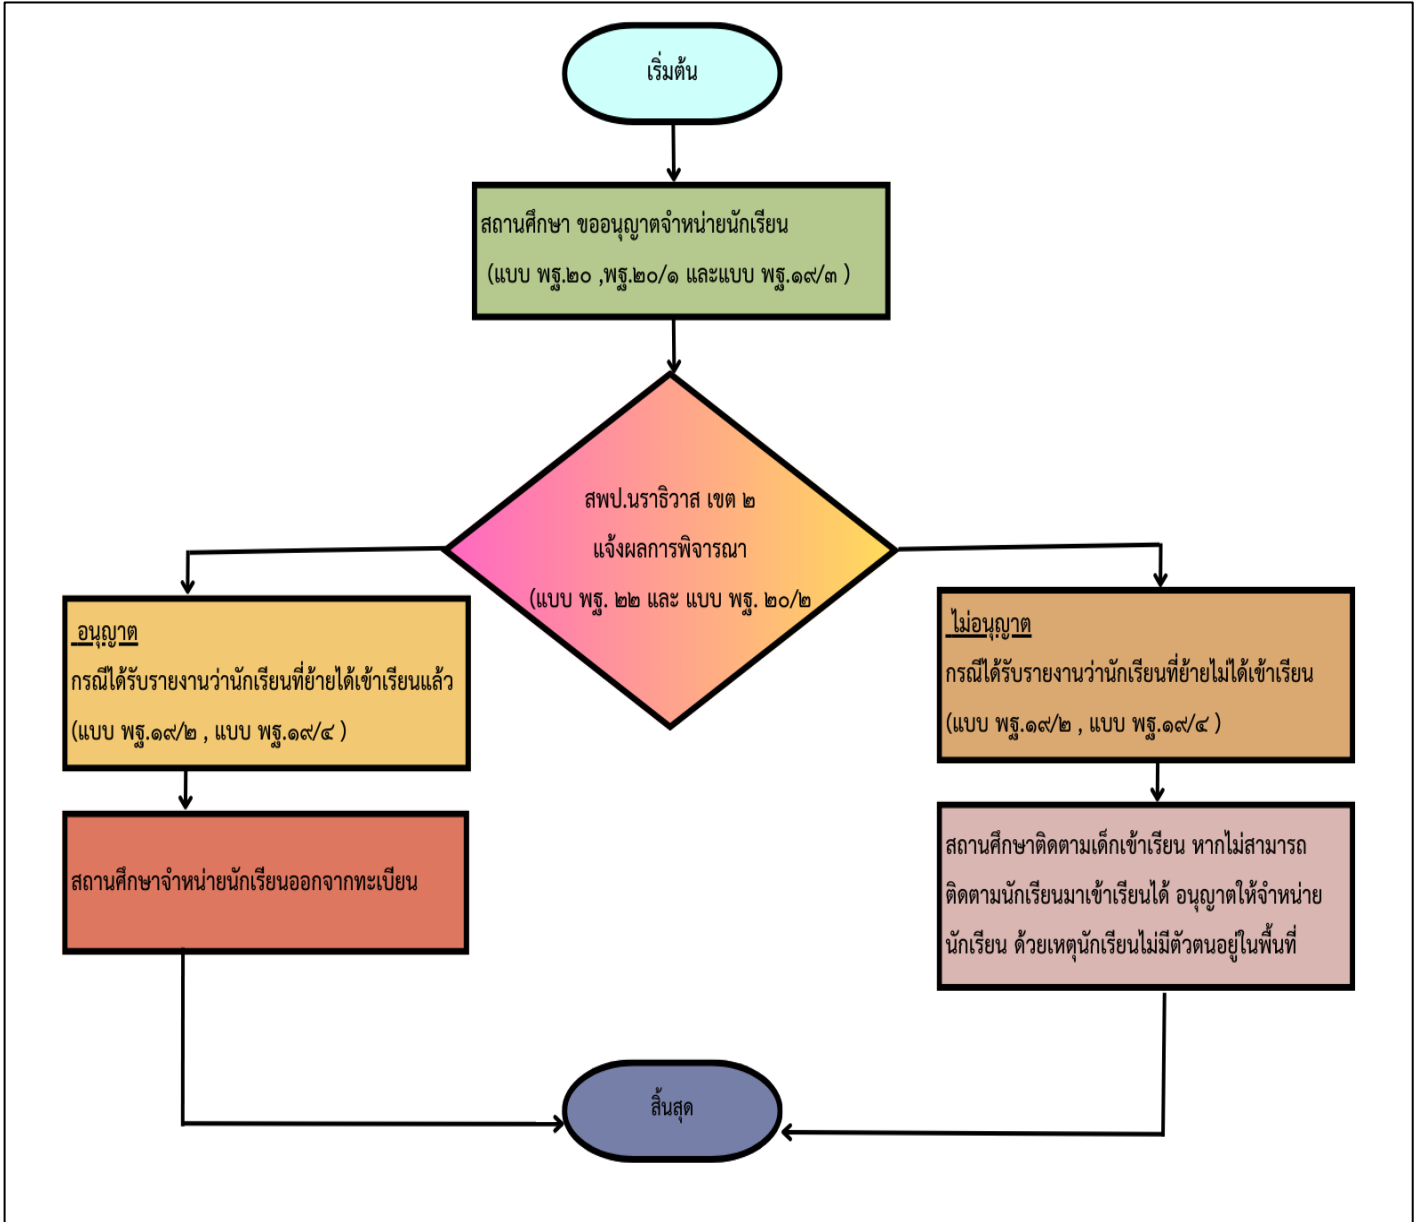 เริ่มต้น
สถานศึกษา ขออนุญาตจำหน่ายนักเรียน
(แบบ พฐ.๒๐ ,พฐ.๒๐/๑ และแบบ พฐ.๑๙/๓ )
สพป.นราธิวาส เขต ๒
แจ้งผลการพิจารณา
(แบบ พฐ. ๒๒ และ แบบ พฐ. ๒๐/๒
อนุญาต
กรณีได้รับรายงานว่านักเรียนที่ย้ายได้เข้าเรียนแล้ว
(แบบ พฐ.๑๙/๒ , แบบ พฐ.๑๙/๔ )
สถานศึกษาจำหน่ายนักเรียนออกจากทะเบียน
ไม่อนุญาต
กรณีได้รับรายงานว่านักเรียนที่ย้ายไม่ได้เข้าเรียน
(แบบ พฐ.๑๙/๒ , แบบ พฐ.๑๙/๔ )
สถานศึกษาติดตามเด็กเข้าเรียน หากไม่สามารถ
ติดตามนักเรียนมาเข้าเรียนได้ อนุญาตให้จำหน่าย
นักเรียน ด้วยเหตุนักเรียนไม่มีตัวตนอยู่ในพื้นที่
สิ้นสุด